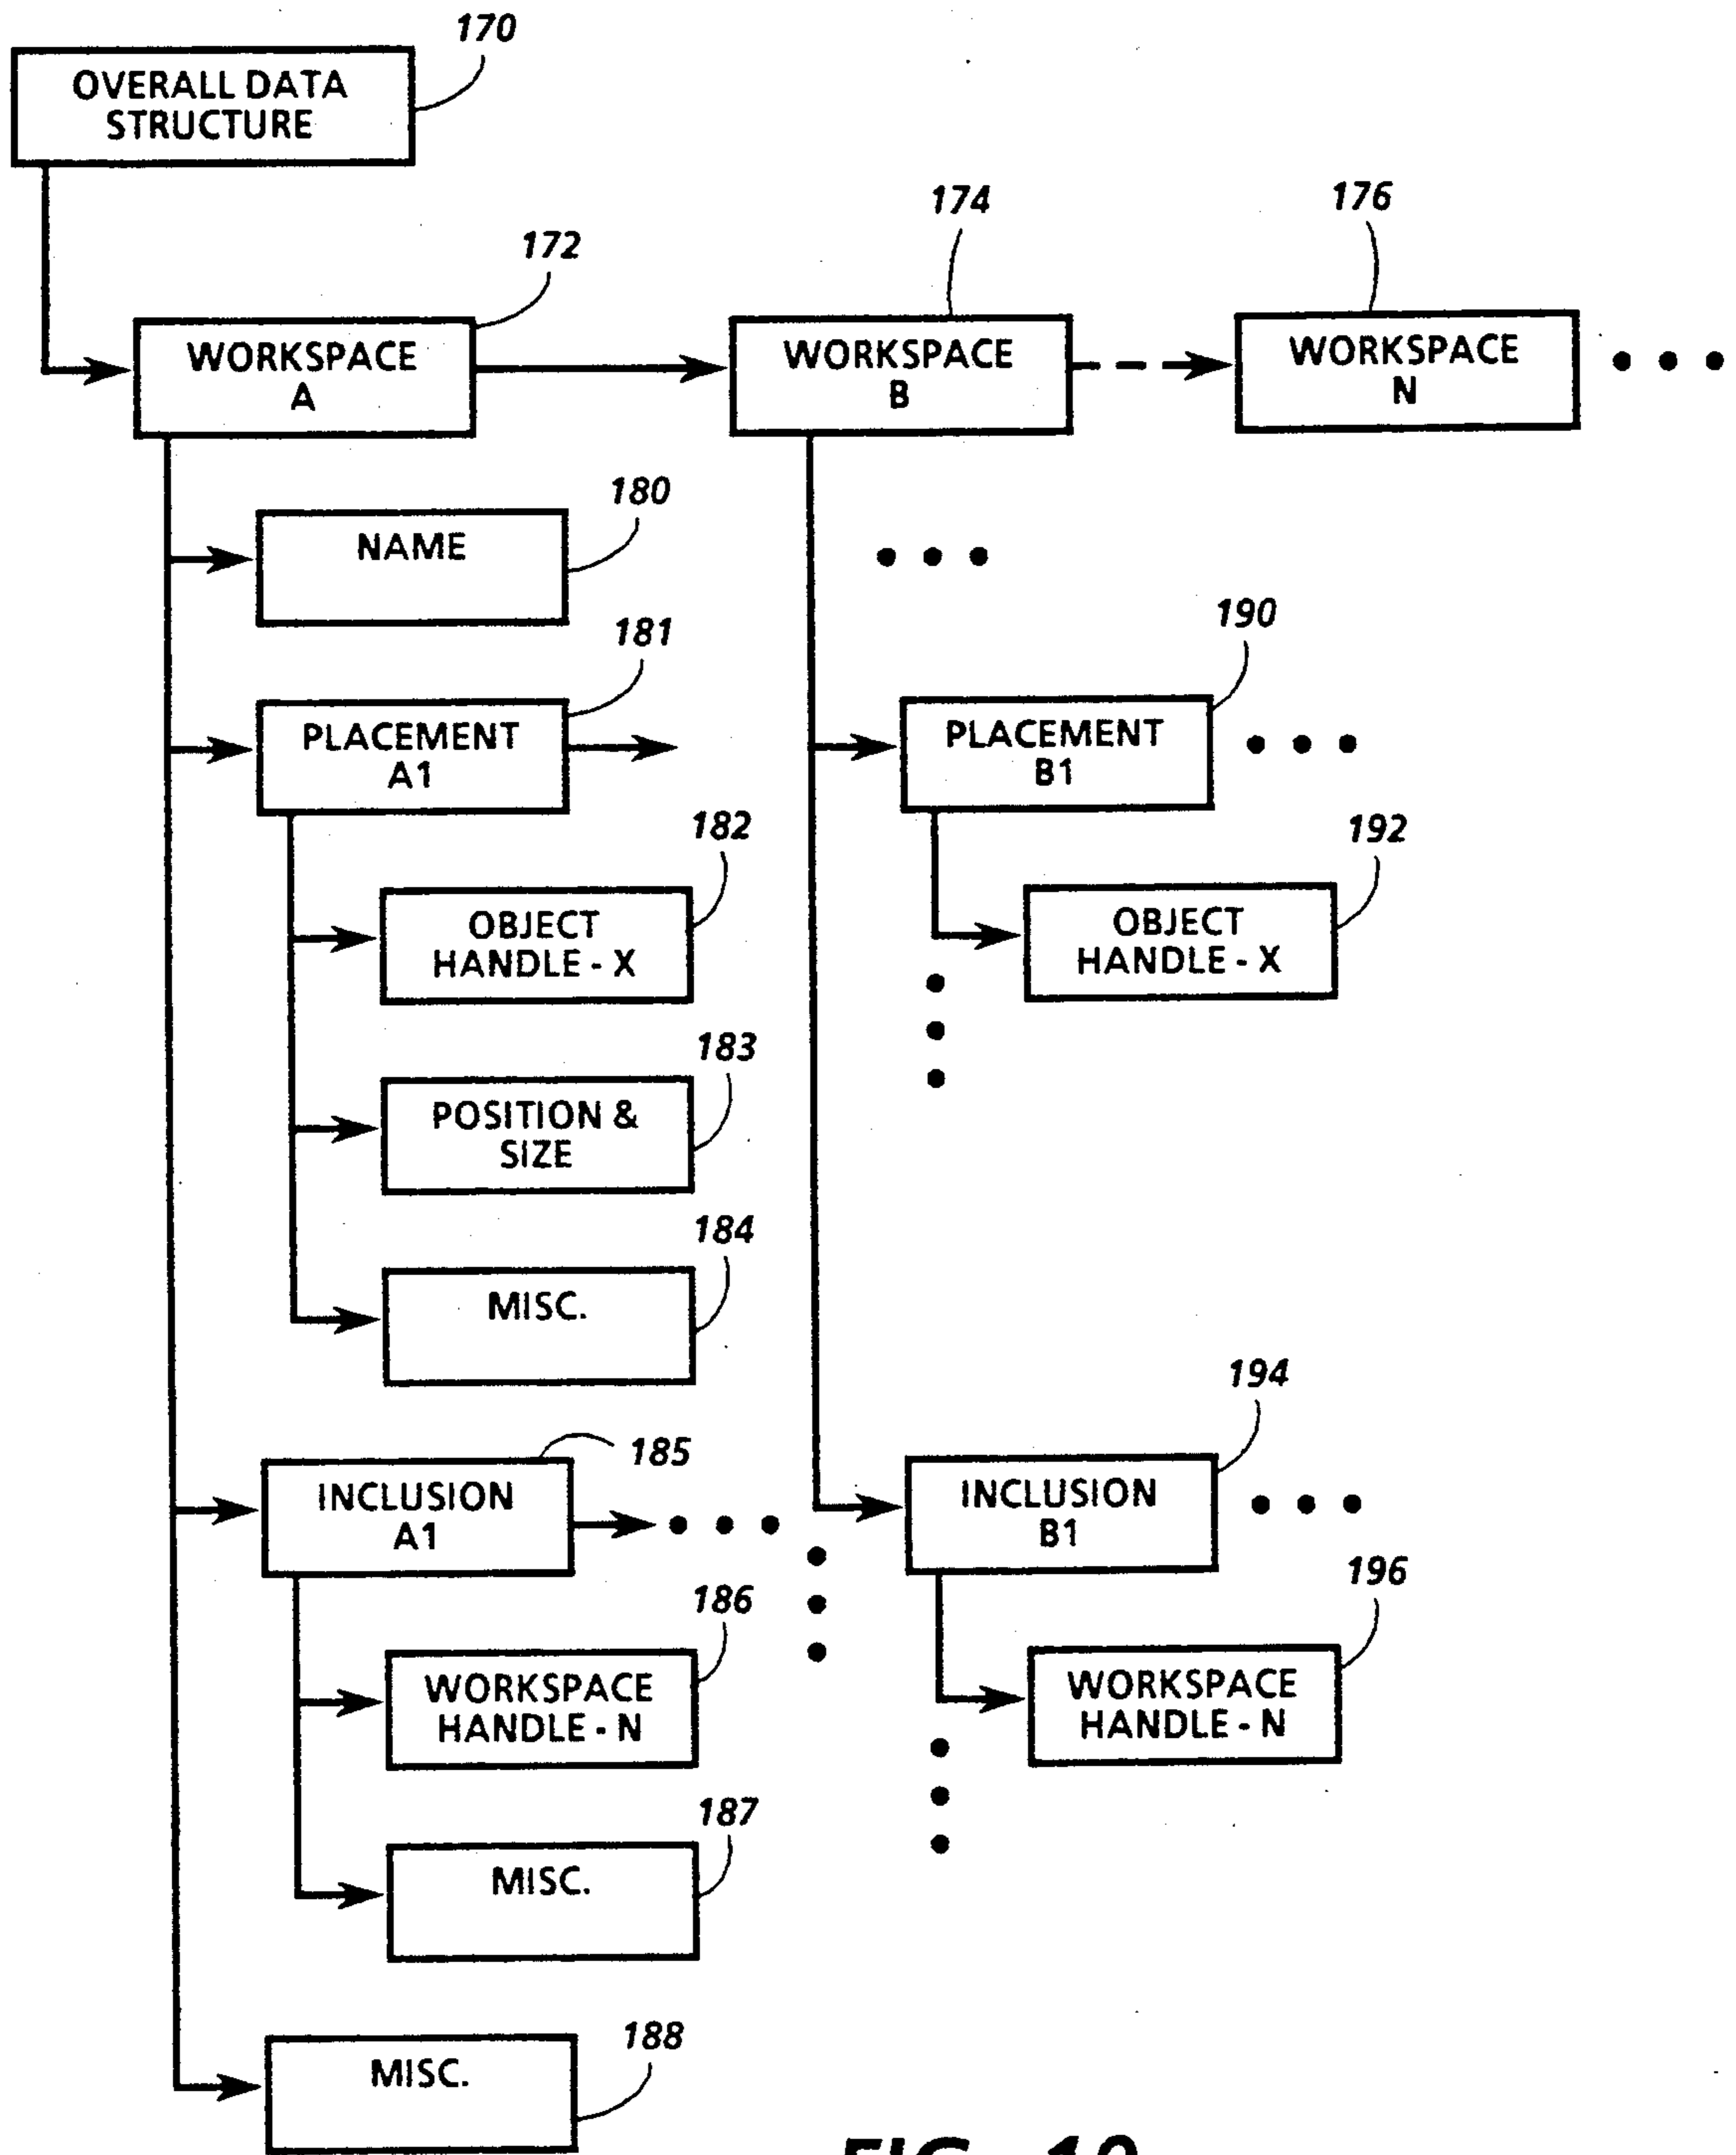 170
OVERALL DATA
STRUCTURE
172
174
176
WORKSPACE
A
WORKSPACE
B
WORKSPACE
N
180
NAME
181
PLACEMENT
A1
190
PLACEMENT
B1
182
OBJECT
HANDLE - X
192
OBJECT
HANDLE - X
183
POSITION &
SIZE
184
MISC.
185
INCLUSION
A1
194
INCLUSION
B1
186
WORKSPACE
HANDLE - N
196
WORKSPACE
HANDLE - N
187
MISC.
188
MISC.